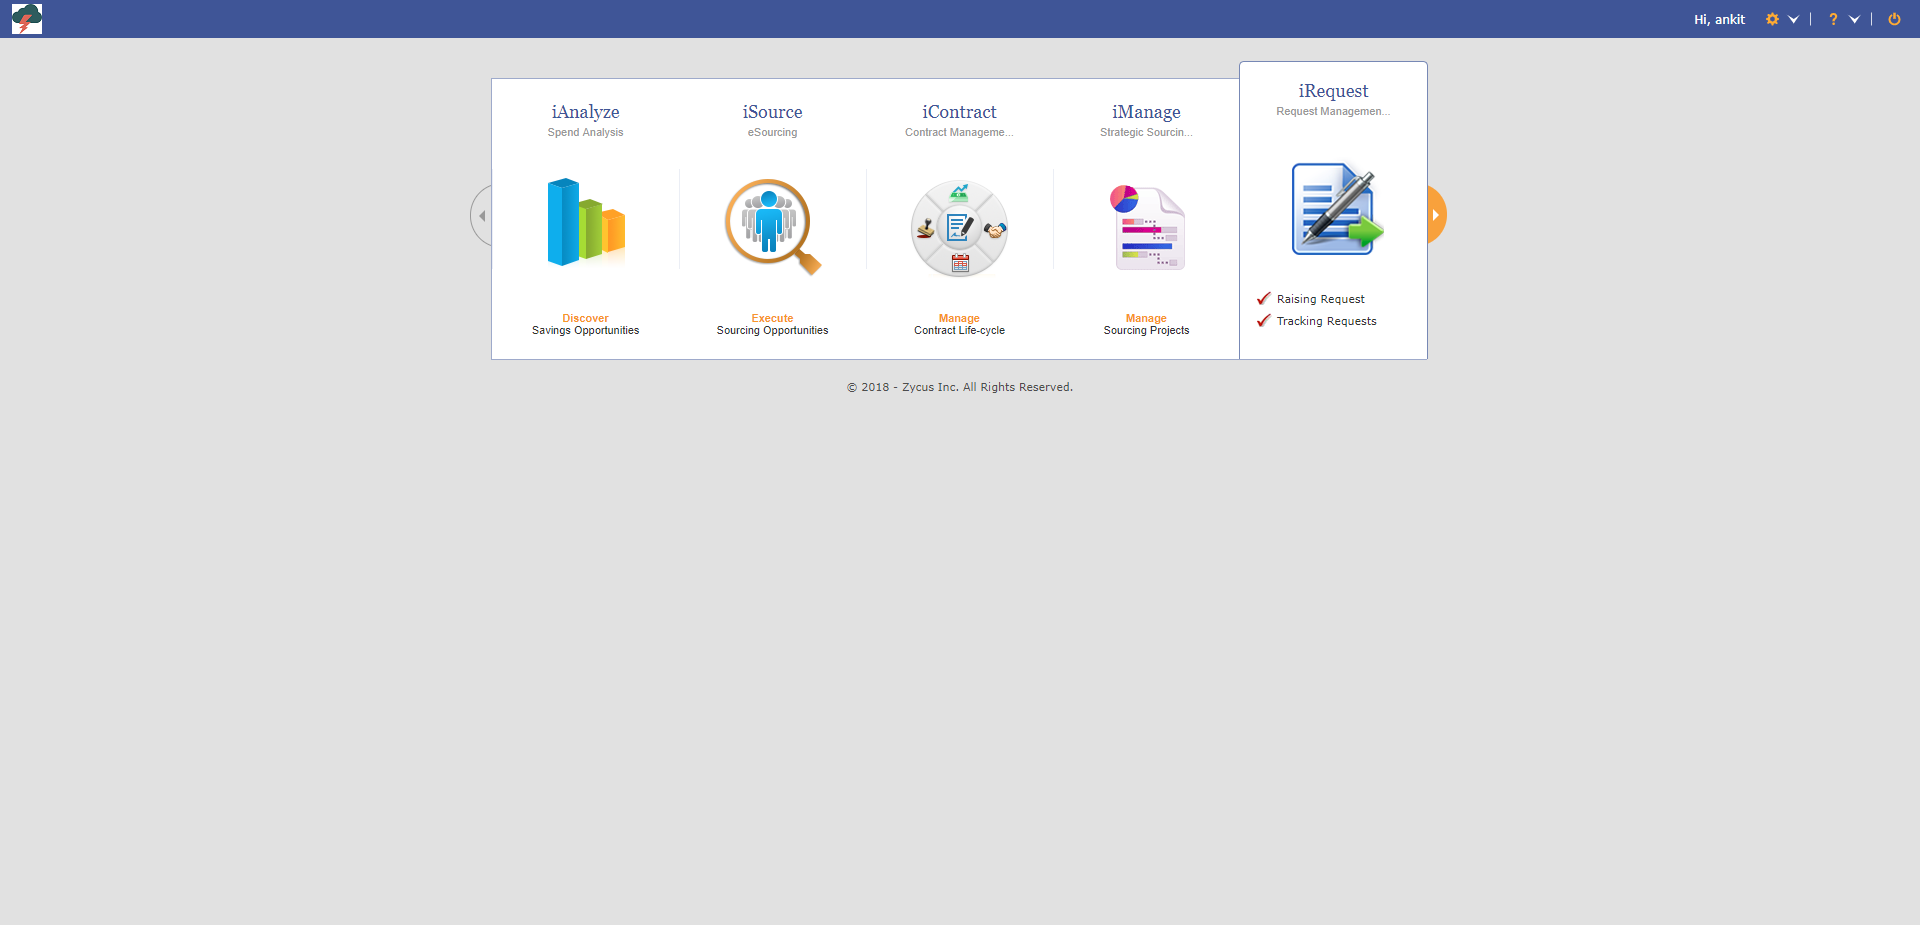 Hi, ankit
?
iAnalyze
Spend Analysis
Discover
Savings Opportunities
iSource
eSourcing
Execute
Sourcing Opportunities
iContract
Contract Manageme...
Manage
Contract Life-cycle
iManage
Strategic Sourcin...
Manage
Sourcing Projects
iRequest
Request Managemen...
Raising Request
Tracking Requests
© 2018 - Zycus Inc. All Rights Reserved.